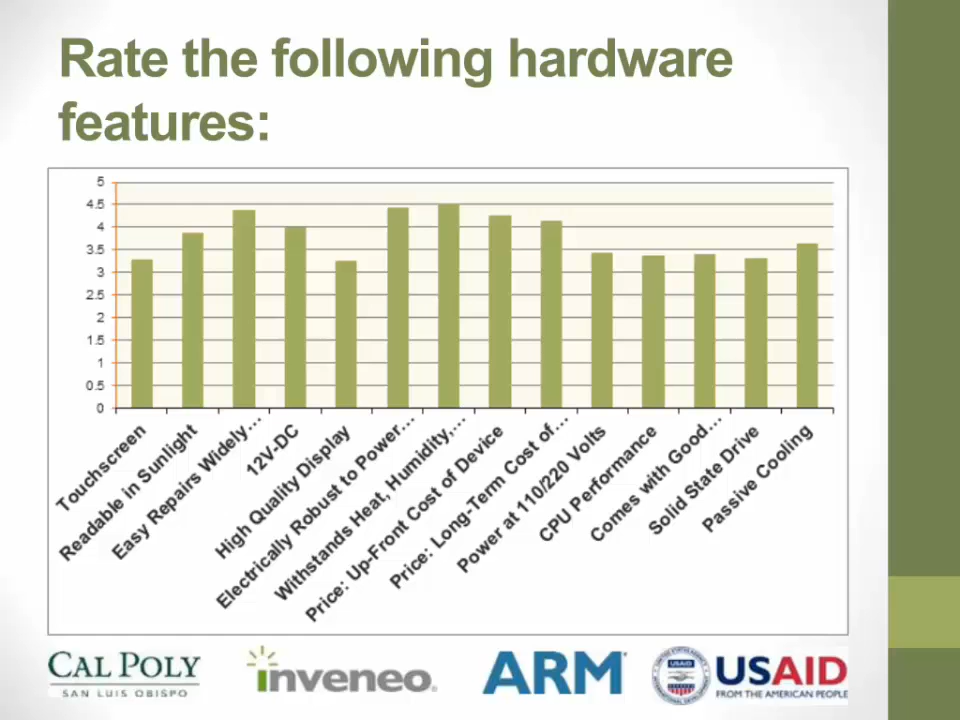 Rate the following hardware
features:
5
4.5
4
3.5
3
2.5
2
1.5
1
0.5
0
Touchscreen
Readable in Sunlight
Easy Repairs Widely…
12V-DC
High Quality Display
Electrically Robust to Power…
Withstands Heat, Humidity,…
Price: Up-Front Cost of Device
Price: Long-Term Cost of…
Power at 110/220 Volts
CPU Performance
Comes with Good…
Solid State Drive
Passive Cooling
CAL POLY
SAN LUIS OBISPO
inveneo®
ARM®
USAID
USAID
FROM THE AMERICAN PEOPLE